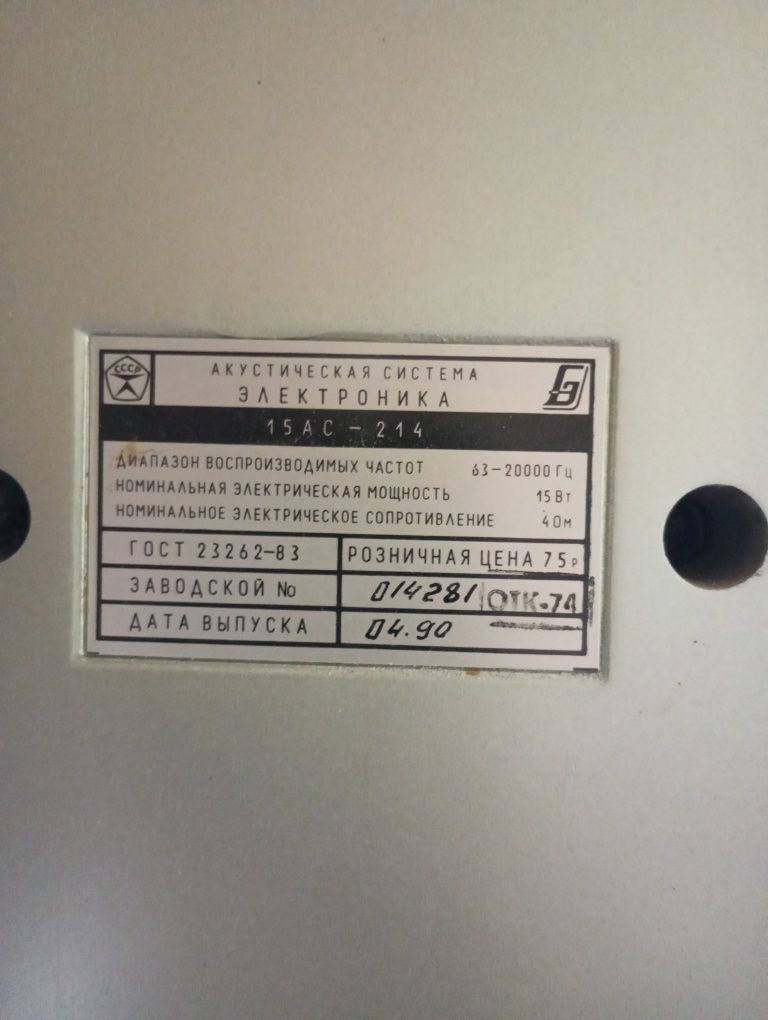 СССР
АКУСТИЧЕСКАЯ СИСТЕМА
ЭЛЕКТРОНИКА
15АС - 214
ДИАПАЗОН ВОСПРОИЗВОДИМЫХ ЧАСТОТ 63-20000 Гц
НОМИНАЛЬНАЯ ЭЛЕКТРИЧЕСКАЯ МОЩНОСТЬ 15 Вт
НОМИНАЛЬНОЕ ЭЛЕКТРИЧЕСКОЕ СОПРОТИВЛЕНИЕ 4 Ом
ГОСТ 23262-83 РОЗНИЧНАЯ ЦЕНА 75р
ЗАВОДСКОЙ No 014281 ОТК-74
ДАТА ВЫПУСКА 04.90